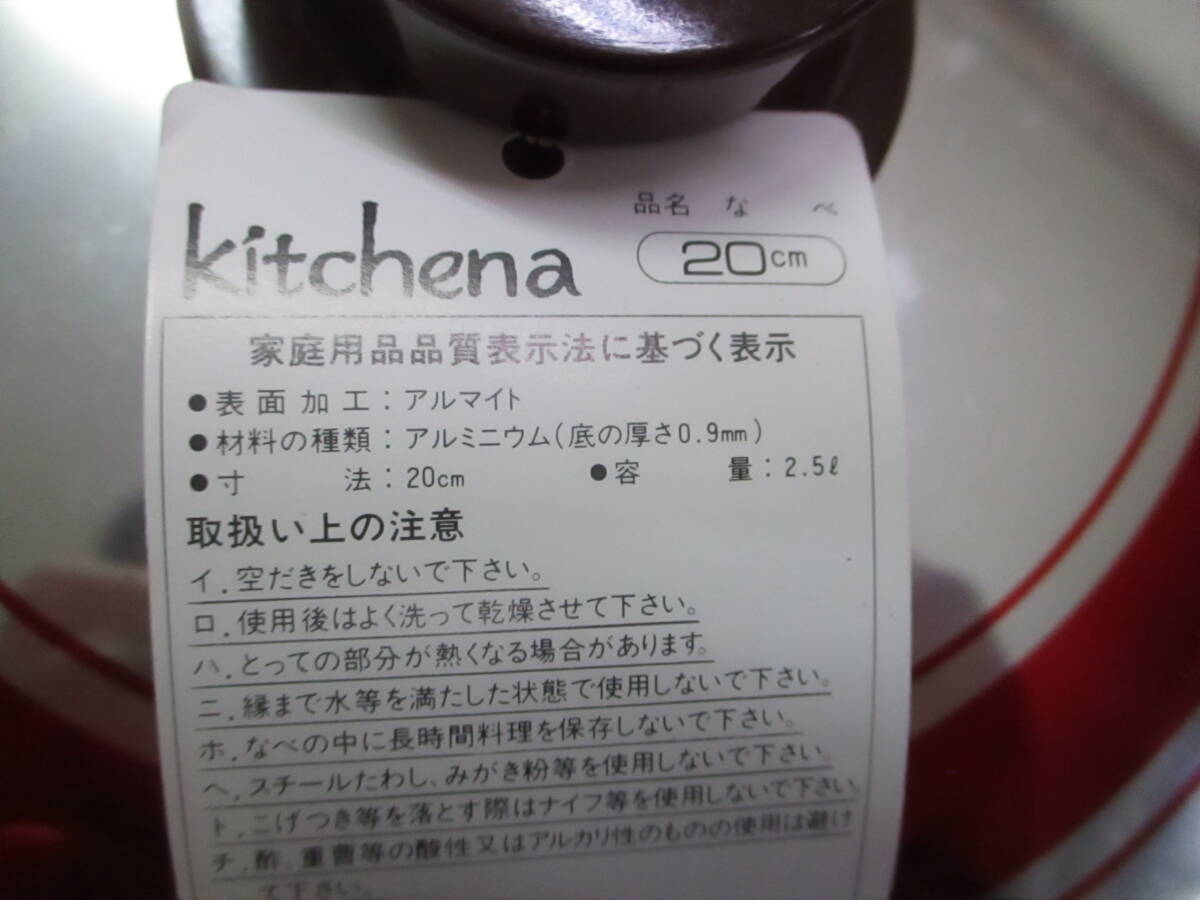 kitchena
品名 なべ
20cm
家庭用品品質表示法に基づく表示
●表面加工：アルマイト
●材料の種類：アルミニウム(底の厚さ0.9mm)
●寸法：20cm ●容量：2.5ℓ
取扱い上の注意
イ.空だきをしないで下さい。
ロ.使用後はよく洗って乾燥させて下さい。
ハ.とっての部分が熱くなる場合があります。
ニ.縁まで水等を満たした状態で使用しないで下さい。
ホ.なべの中に長時間料理を保存しないで下さい。
ヘ.スチールたわし、みがき粉等を使用しないで下さい。
ト.こげつき等を落とす際はナイフ等を使用しないで下さい。
チ.酢、重曹等の酸性又はアルカリ性のものの使用は避け
て下さい。